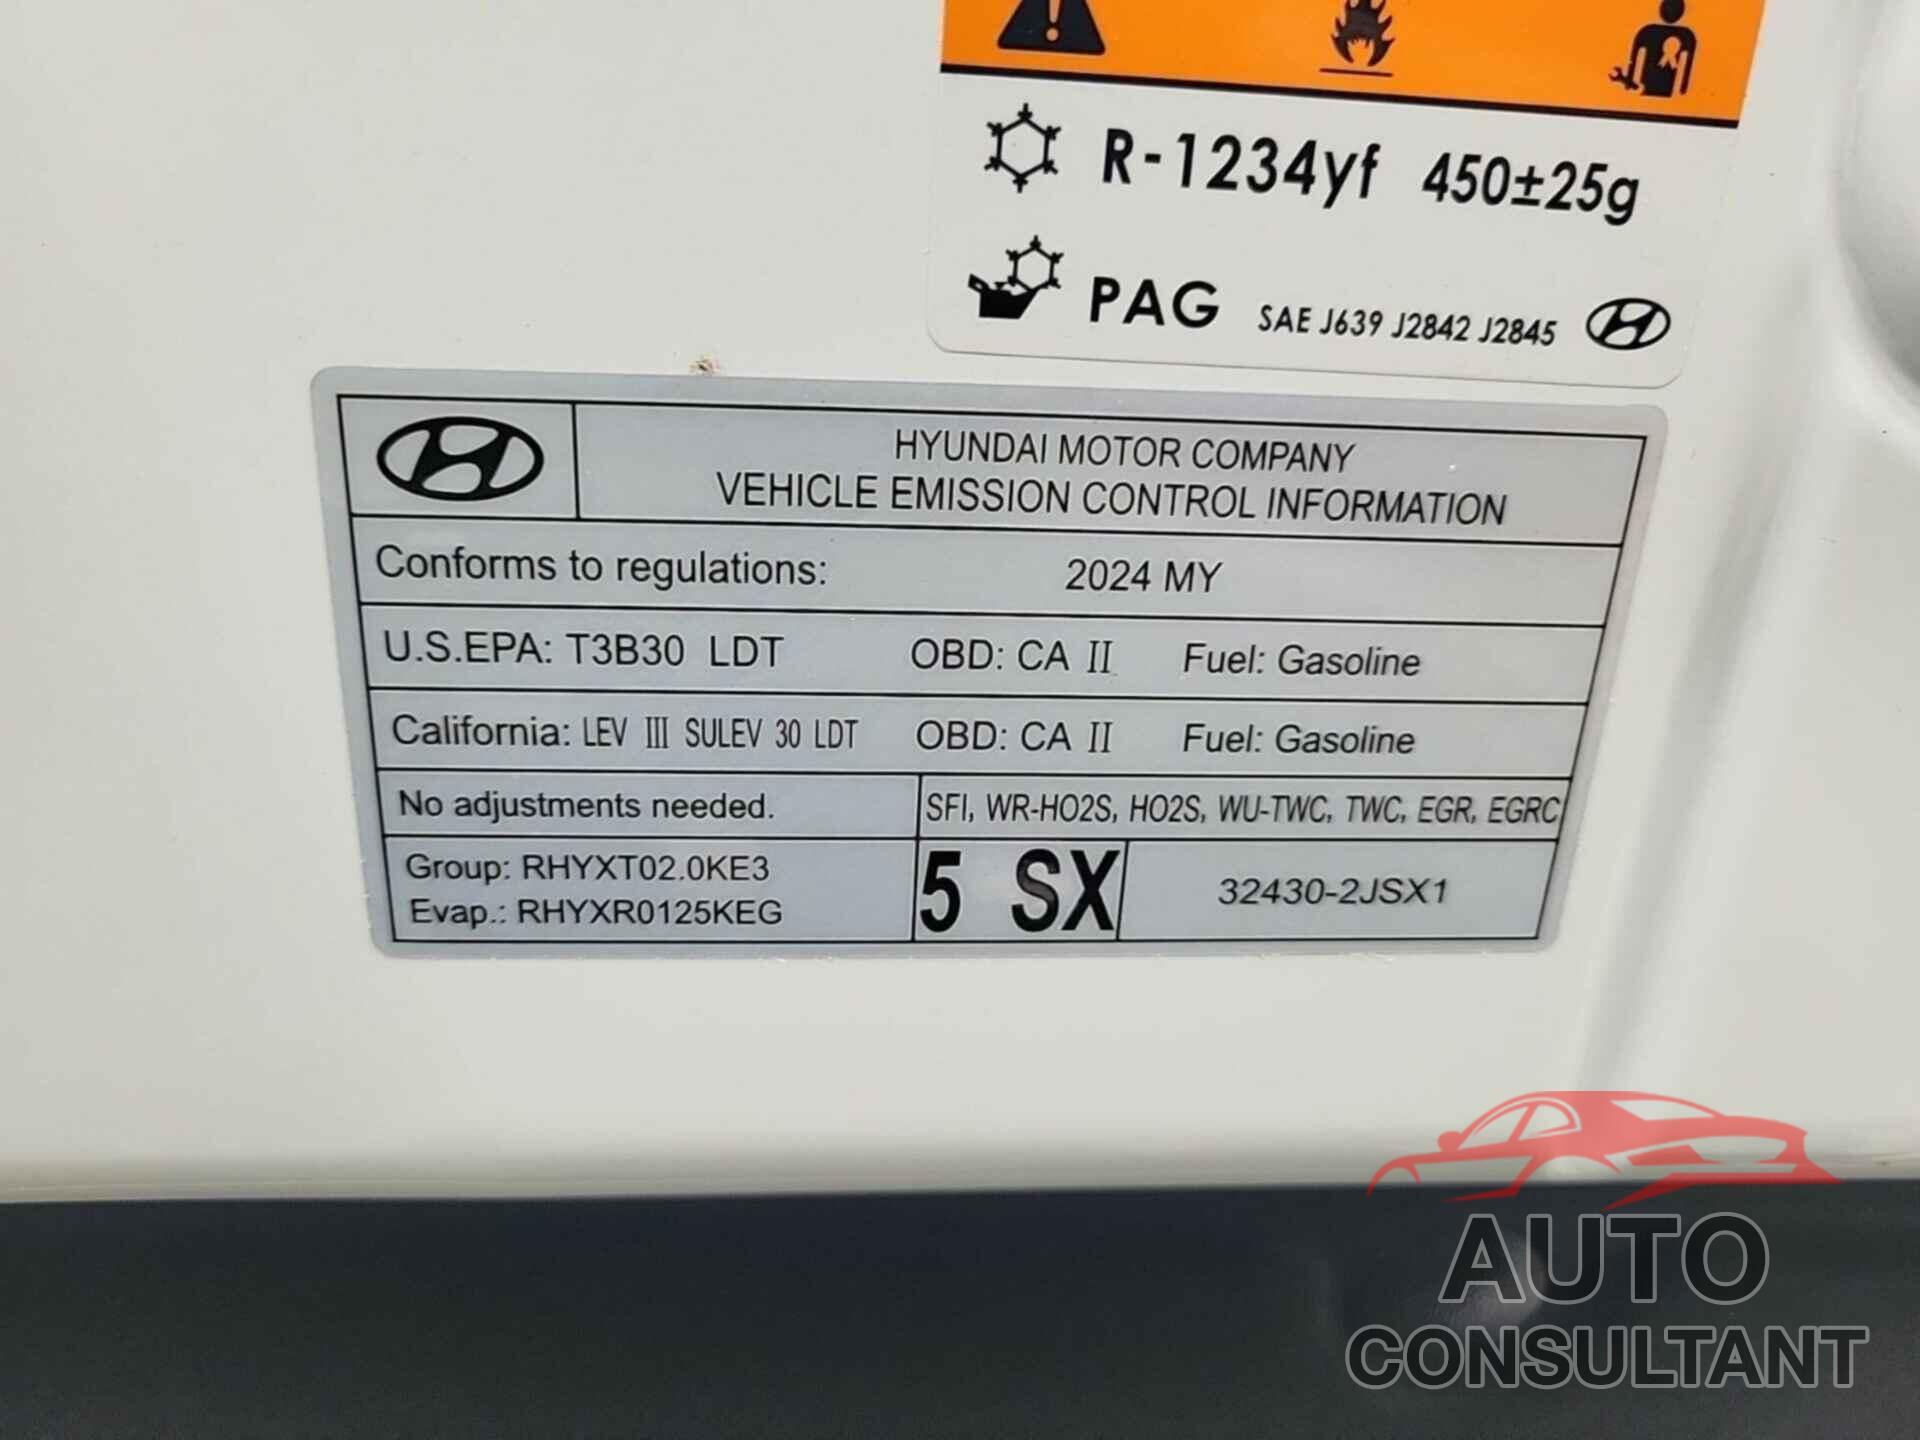 R-1234yf 450±25g
PAG SAE J639 J2842 J2845
HYUNDAI MOTOR COMPANY
VEHICLE EMISSION CONTROL INFORMATION
Conforms to regulations: 2024 MY
U.S.EPA: T3B30 LDT OBD: CA II Fuel: Gasoline
California: LEV III SULEV 30 LDT OBD: CA II Fuel: Gasoline
No adjustments needed. SFI, WR-HO2S, HO2S, WU-TWC, TWC, EGR, EGRC
Group: RHYXT02.0KE3
Evap.: RHYXR0125KEG
5 SX 32430-2JSX1
AUTO
CONSULTANT